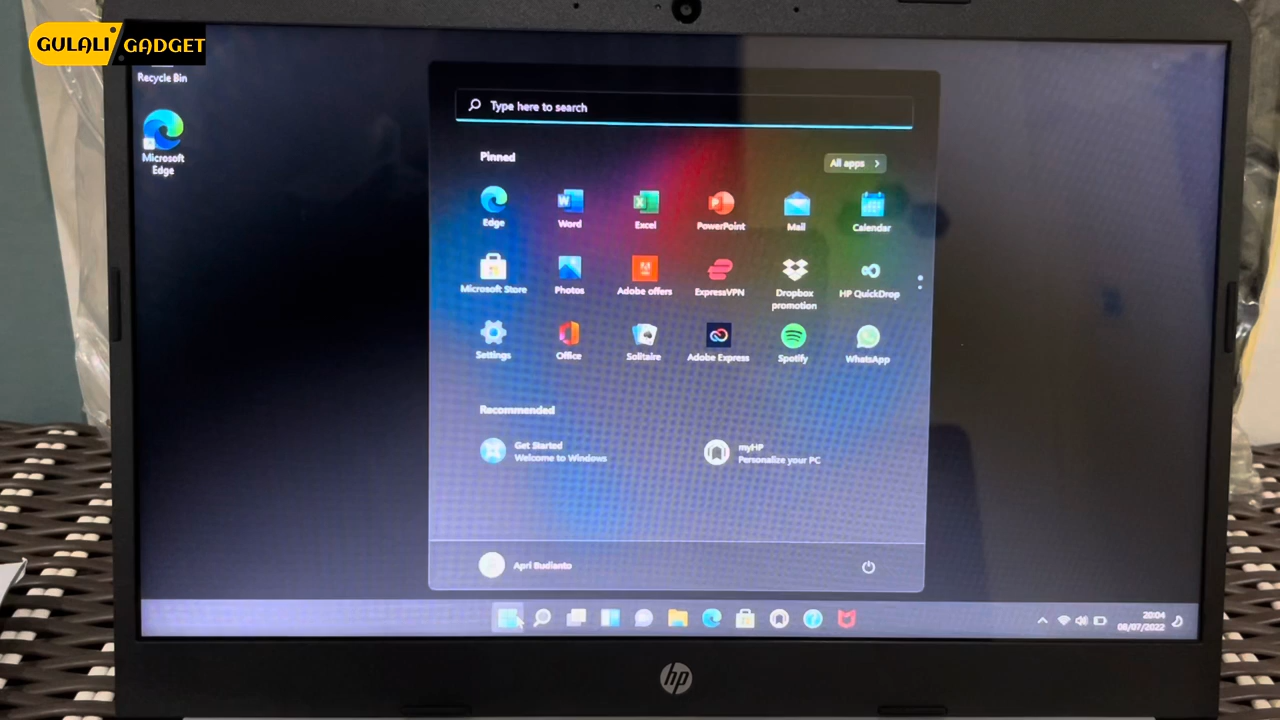 GULALI GADGET
Recycle Bin
Microsoft
Edge
Type here to search
Pinned
All apps
Edge
Word
Excel
PowerPoint
Mail
Calendar
Microsoft Store
Photos
Adobe offers
ExpressVPN
Dropbox
promotion
HP QuickDrop
Settings
Office
Solitaire
Adobe Express
Spotify
WhatsApp
Recommended
Get Started
Welcome to Windows
myHP
Personalize your PC
Apri Budianto
20:04
08/07/2022
hp